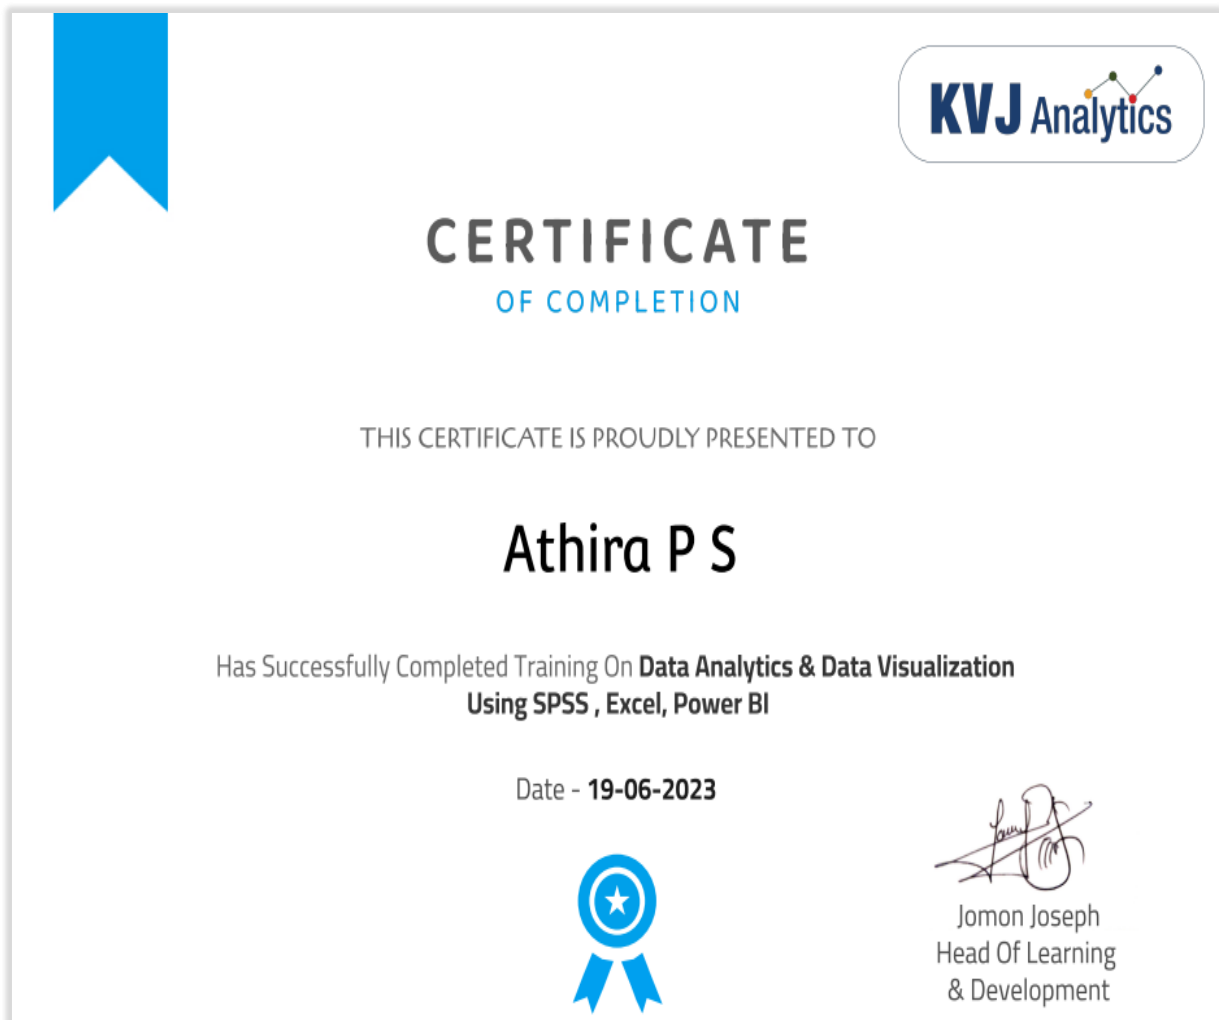 KVJ Analytics
CERTIFICATE
OF COMPLETION
THIS CERTIFICATE IS PROUDLY PRESENTED TO
Athira P S
Has Successfully Completed Training On Data Analytics & Data Visualization
Using SPSS , Excel, Power BI
Date - 19-06-2023
Jomon Joseph
Head Of Learning
& Development